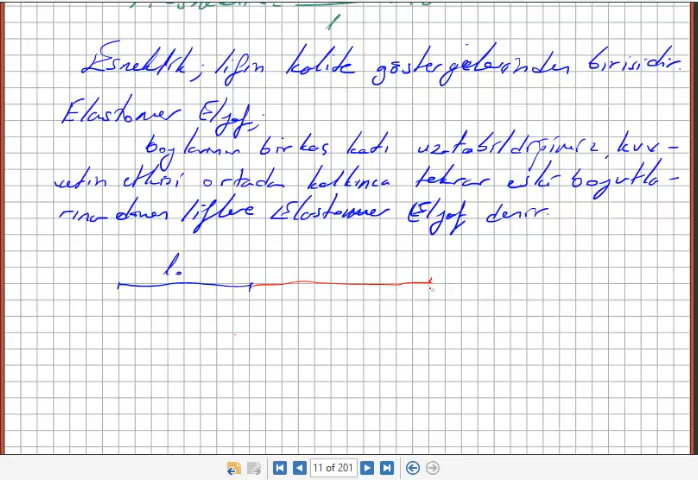 Esneklik; lifin kalite göstergelerinden birisidir.
Elastomer Elyaf;
boylarının birkaç katı uzatabildiğimiz, kuv-
vetin etkisi ortadan kalkınca tekrar eski boyutla-
rına dönen liflere Elastomer Elyaf denir.
l₀
11 of 201